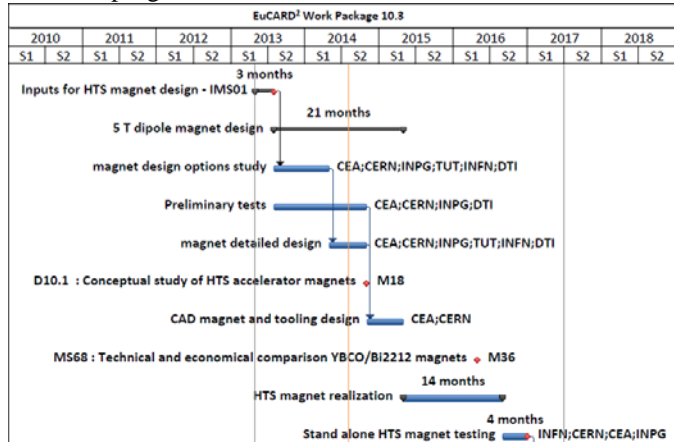 EuCARD² Work Package 10.3
2010 2011 2012 2013 2014 2015 2016 2017 2018
S1 S2 S1 S2 S1 S2 S1 S2 S1 S2 S1 S2 S1 S2 S1 S2 S1 S2
3 months
Inputs for HTS magnet design - IMS01
21 months
5 T dipole magnet design
magnet design options study CEA;CERN;INPG;TUT;INFN;DTI
Preliminary tests CEA;CERN;INPG;DTI
magnet detailed design CEA;CERN;INPG;TUT;INFN;DTI
D10.1 : Conceptual study of HTS accelerator magnets M18
CAD magnet and tooling design CEA;CERN
MS68 : Technical and economical comparison YBCO/Bi2212 magnets M36
14 months
HTS magnet realization
4 months
Stand alone HTS magnet testing INFN;CERN;CEA;INPG